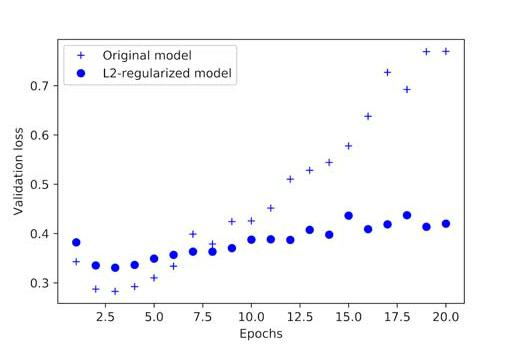 Original model
L2-regularized model
0.7
0.6
0.5
0.4
0.3
Validation loss
2.5 5.0 7.5 10.0 12.5 15.0 17.5 20.0
Epochs